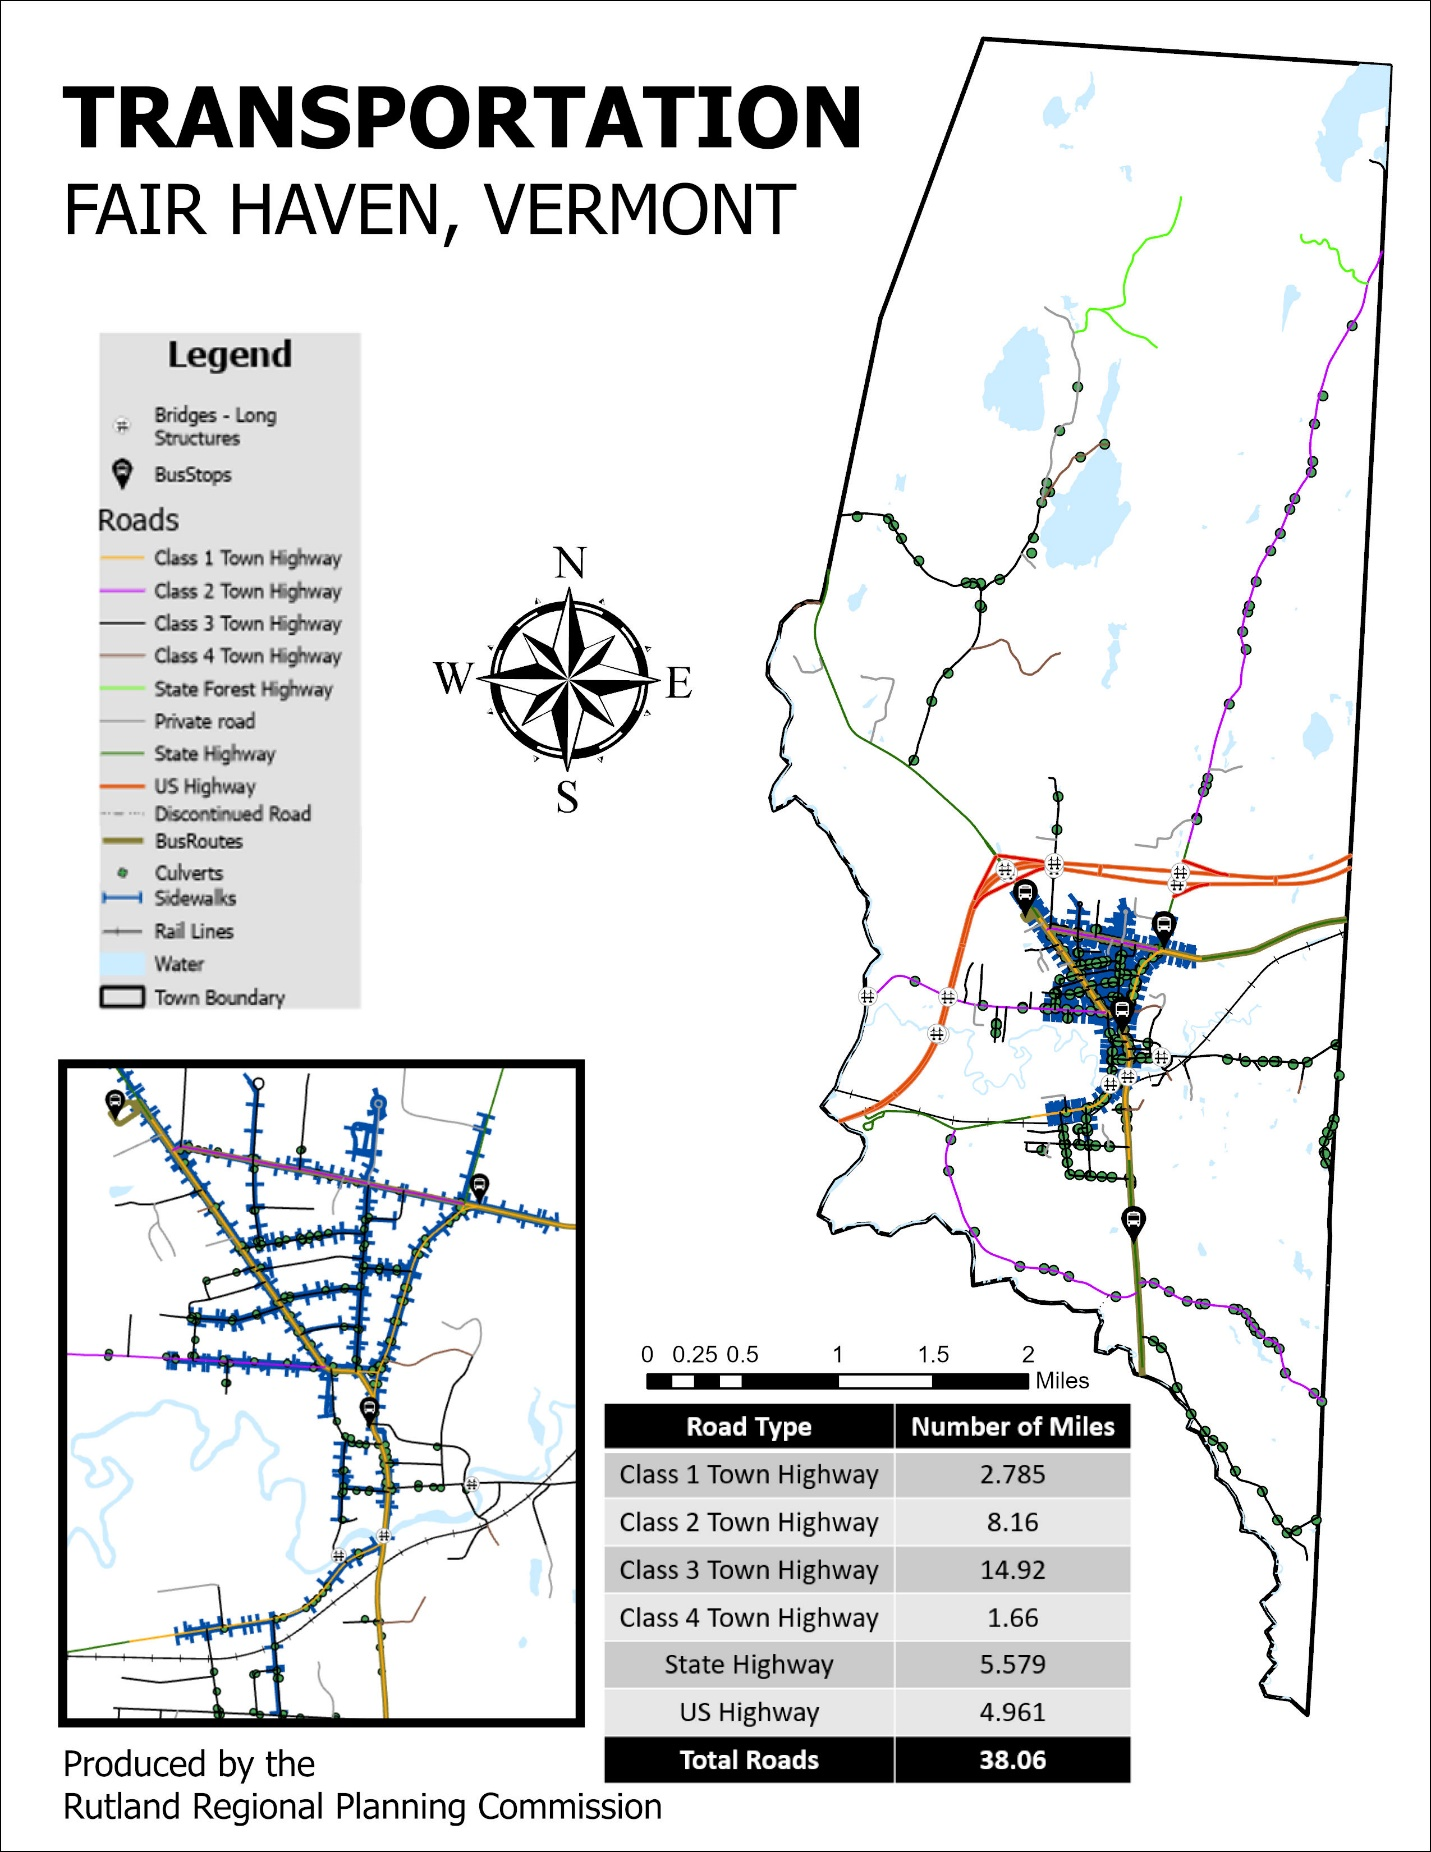 TRANSPORTATION
FAIR HAVEN, VERMONT
Legend
Bridges - Long
Structures
BusStops
Roads
Class 1 Town Highway
Class 2 Town Highway
Class 3 Town Highway
Class 4 Town Highway
State Forest Highway
Private road
State Highway
US Highway
Discontinued Road
BusRoutes
Culverts
Sidewalks
Rail Lines
Water
Town Boundary
N
W E
S
0 0.25 0.5 1 1.5 2
Miles
Road Type Number of Miles
Class 1 Town Highway 2.785
Class 2 Town Highway 8.16
Class 3 Town Highway 14.92
Class 4 Town Highway 1.66
State Highway 5.579
US Highway 4.961
Total Roads 38.06
Produced by the
Rutland Regional Planning Commission